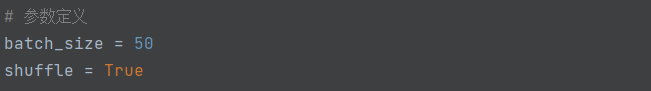 # 参数定义
batch_size = 50
shuffle = True